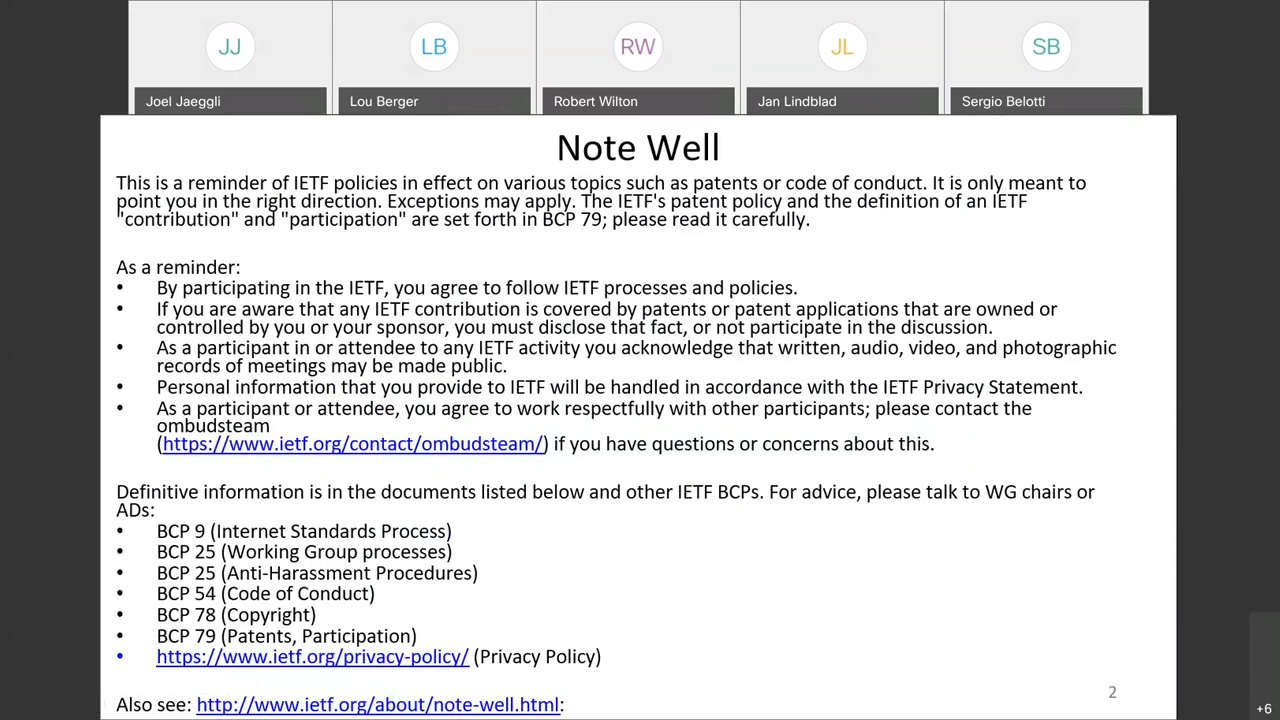 JJ LB RW JL SB
Joel Jaeggli Lou Berger Robert Wilton Jan Lindblad Sergio Belotti
Note Well
This is a reminder of IETF policies in effect on various topics such as patents or code of conduct. It is only meant to
point you in the right direction. Exceptions may apply. The IETF's patent policy and the definition of an IETF
"contribution" and "participation" are set forth in BCP 79; please read it carefully.
As a reminder:
• By participating in the IETF, you agree to follow IETF processes and policies.
• If you are aware that any IETF contribution is covered by patents or patent applications that are owned or
controlled by you or your sponsor, you must disclose that fact, or not participate in the discussion.
• As a participant in or attendee to any IETF activity you acknowledge that written, audio, video, and photographic
records of meetings may be made public.
• Personal information that you provide to IETF will be handled in accordance with the IETF Privacy Statement.
• As a participant or attendee, you agree to work respectfully with other participants; please contact the
ombudsteam
(https://www.ietf.org/contact/ombudsteam/) if you have questions or concerns about this.
Definitive information is in the documents listed below and other IETF BCPs. For advice, please talk to WG chairs or
ADs:
• BCP 9 (Internet Standards Process)
• BCP 25 (Working Group processes)
• BCP 25 (Anti-Harassment Procedures)
• BCP 54 (Code of Conduct)
• BCP 78 (Copyright)
• BCP 79 (Patents, Participation)
• https://www.ietf.org/privacy-policy/ (Privacy Policy)
2
Also see: http://www.ietf.org/about/note-well.html:
+6